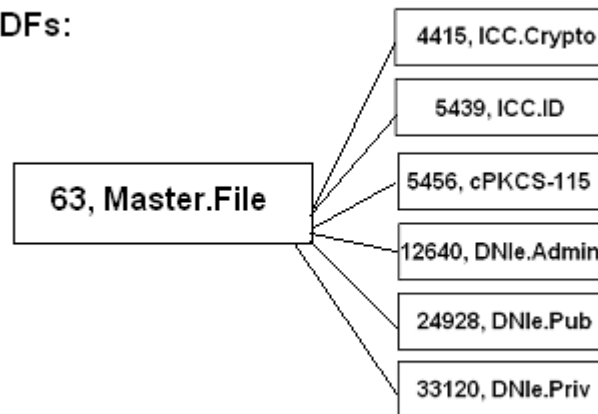 DFs:
4415, ICC.Crypto
5439, ICC.ID
63, Master.File
5456, cPKCS-115
12640, DNIe.Admin
24928, DNIe.Pub
33120, DNIe.Priv